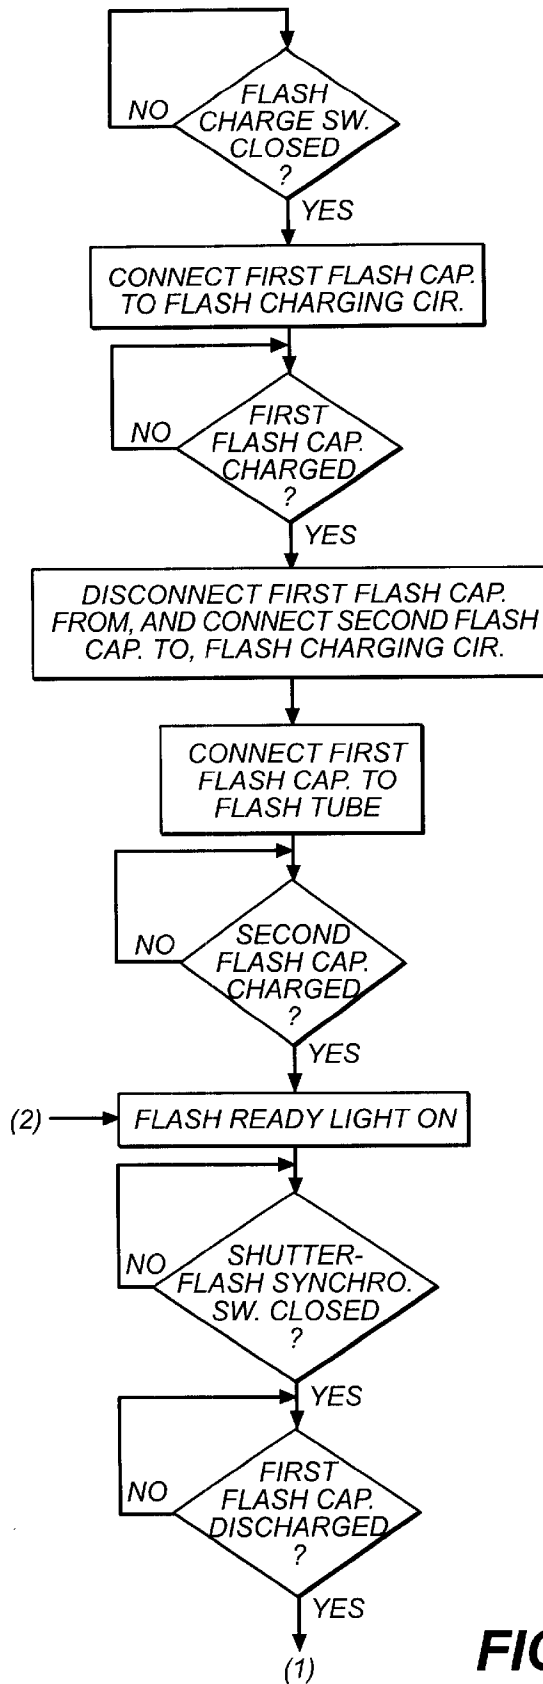 FLASH
CHARGE SW.
CLOSED
?
NO
YES
CONNECT FIRST FLASH CAP.
TO FLASH CHARGING CIR.
FIRST
FLASH CAP.
CHARGED
?
NO
YES
DISCONNECT FIRST FLASH CAP.
FROM, AND CONNECT SECOND FLASH
CAP. TO, FLASH CHARGING CIR.
CONNECT FIRST
FLASH CAP. TO
FLASH TUBE
SECOND
FLASH CAP.
CHARGED
?
NO
YES
(2)
FLASH READY LIGHT ON
SHUTTER-
FLASH SYNCHRO.
SW. CLOSED
?
NO
YES
FIRST
FLASH CAP.
DISCHARGED
?
NO
YES
(1)